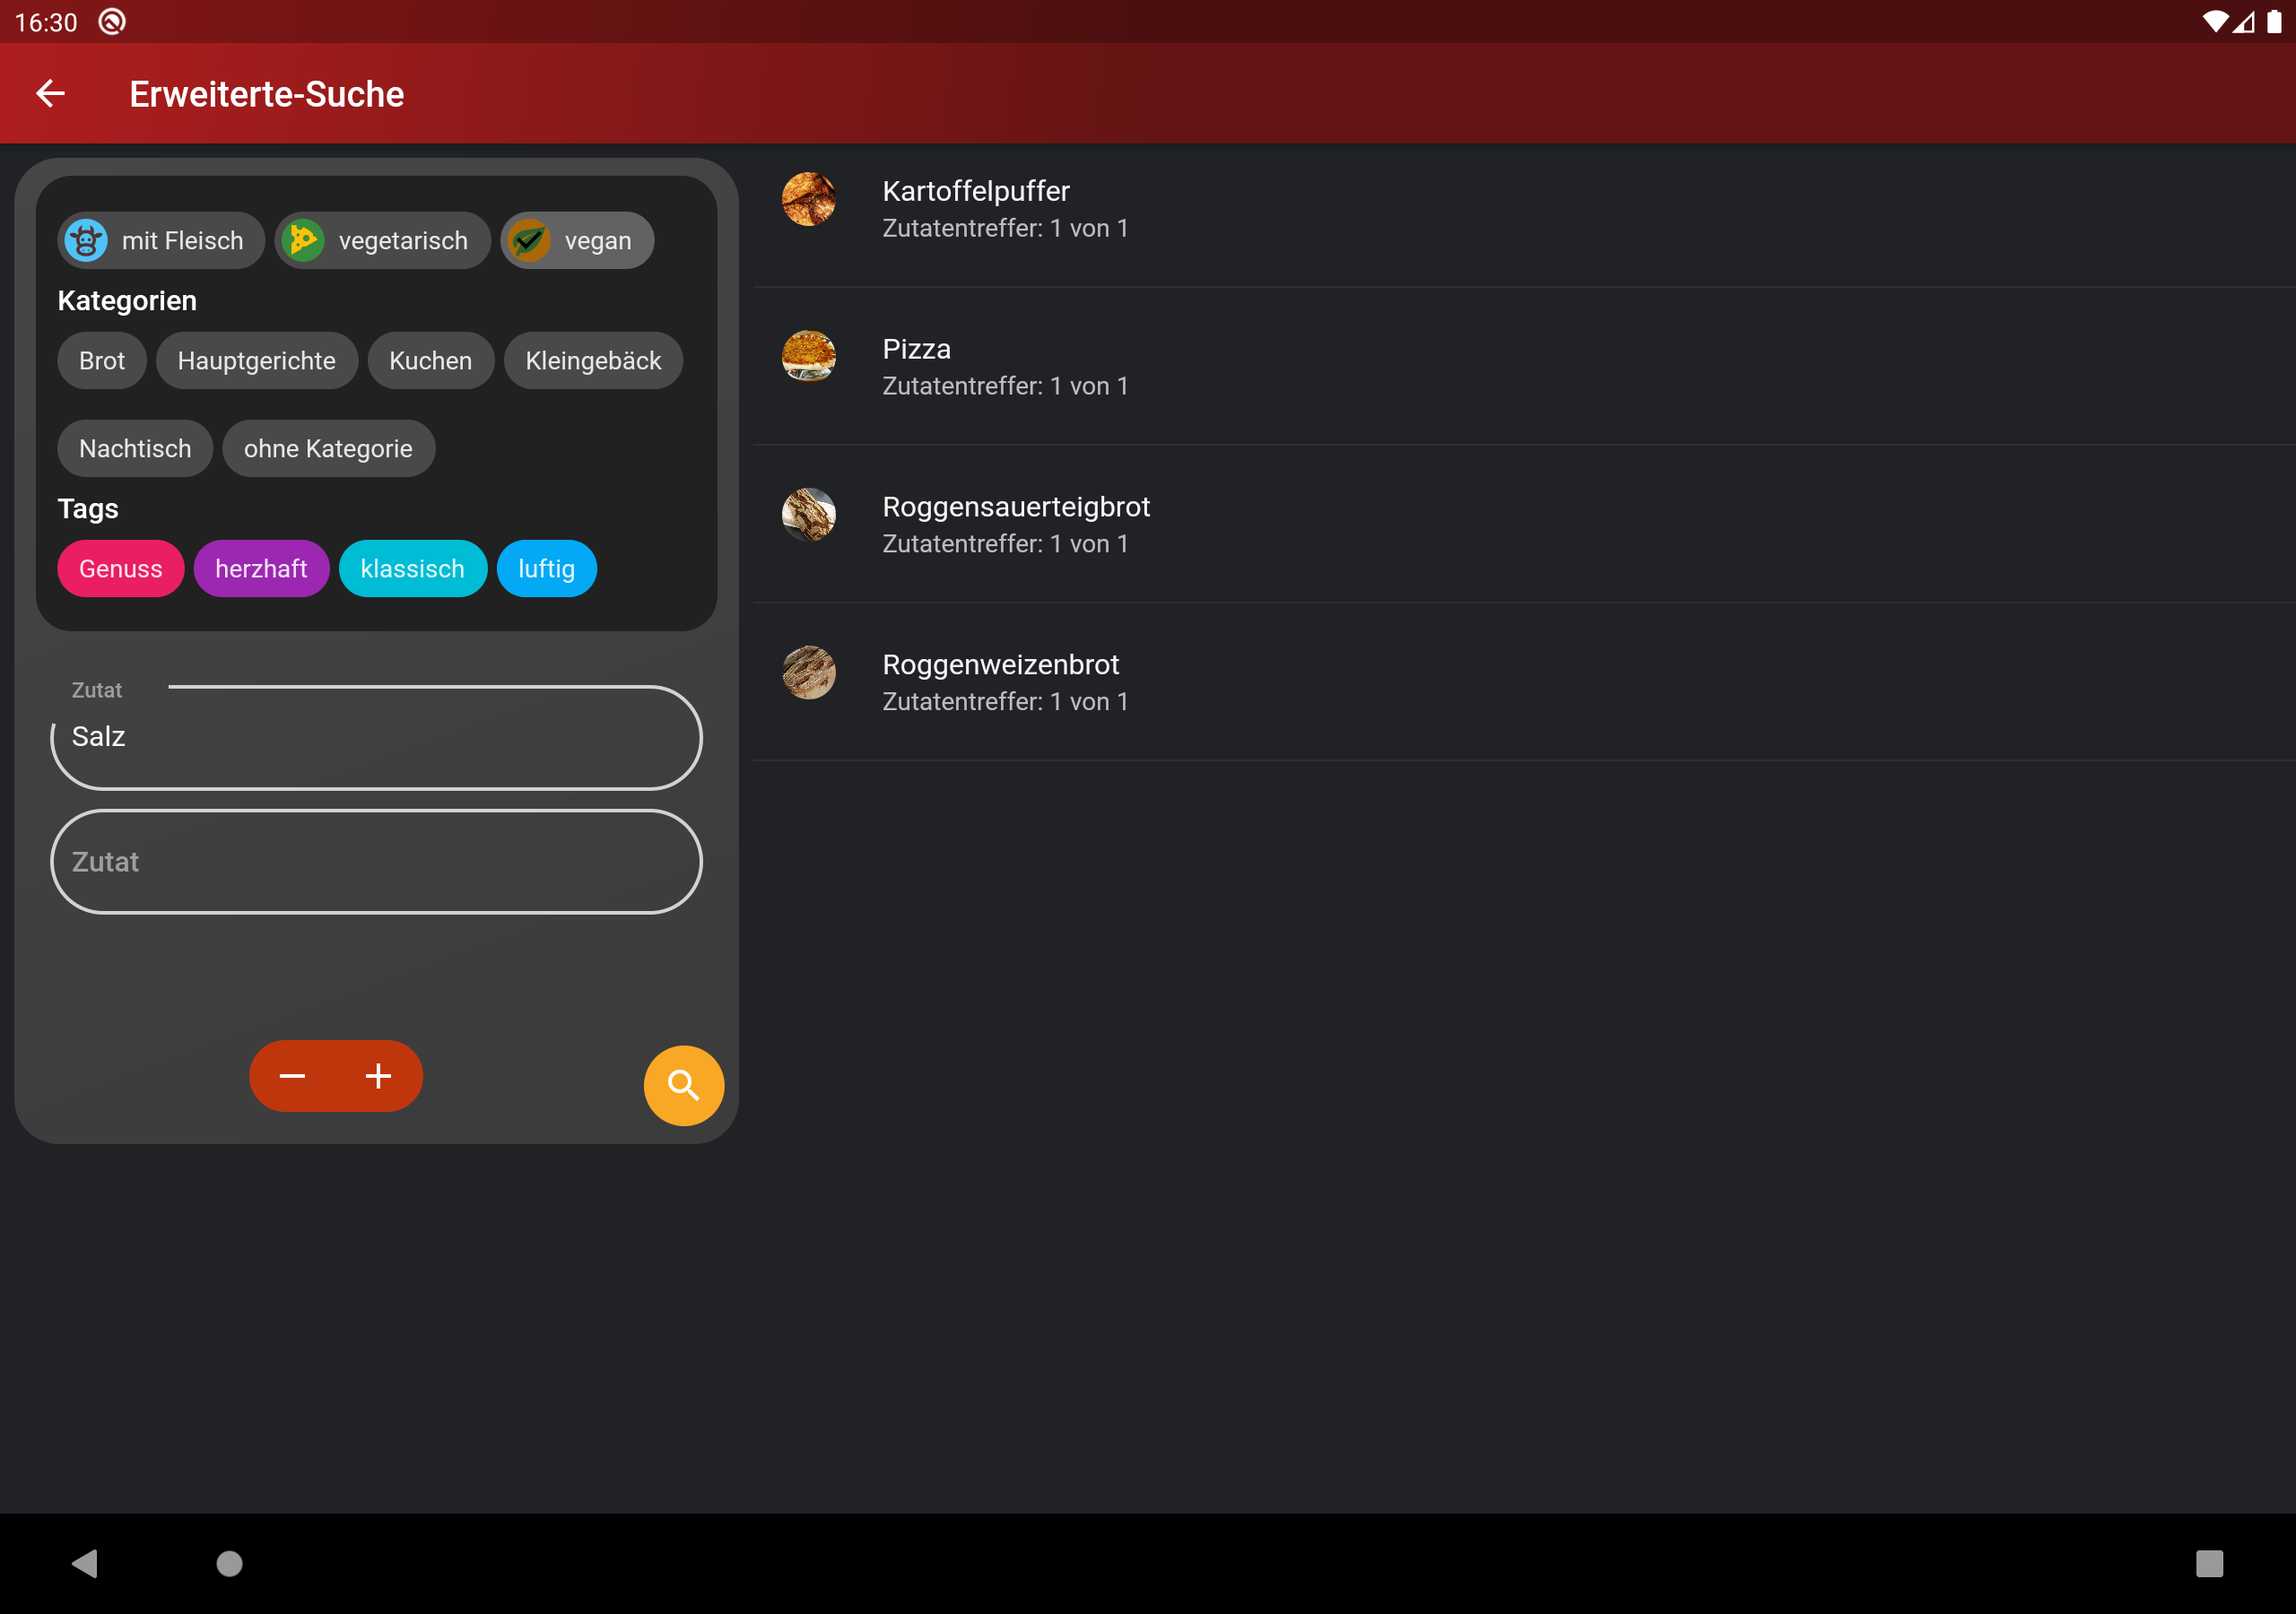 16:30
Erweiterte-Suche
mit Fleisch vegetarisch vegan
Kategorien
Brot Hauptgerichte Kuchen Kleingebäck
Nachtisch ohne Kategorie
Tags
Genuss herzhaft klassisch luftig
Zutat
Salz
Zutat
Kartoffelpuffer
Zutatentreffer: 1 von 1
Pizza
Zutatentreffer: 1 von 1
Roggensauerteigbrot
Zutatentreffer: 1 von 1
Roggenweizenbrot
Zutatentreffer: 1 von 1